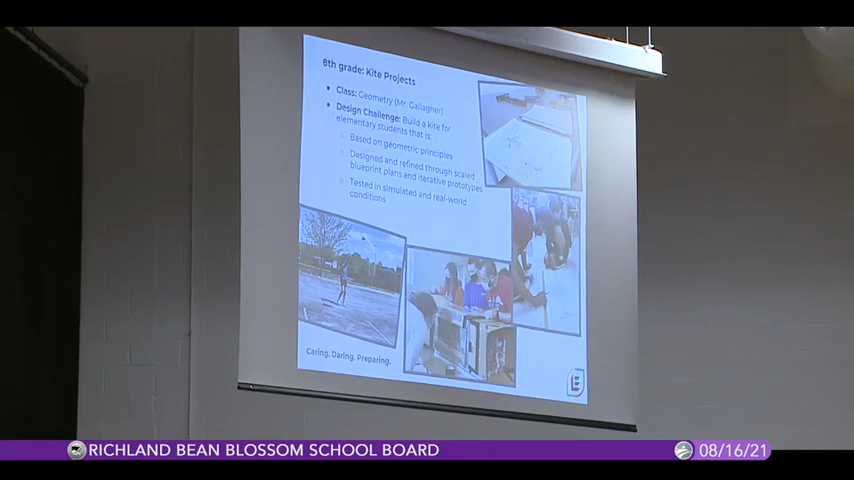 8th grade: Kite Projects
• Class: Geometry (Mr. Gallagher)
• Design Challenge: Build a kite for
elementary students that is:
○ Based on geometric principles
○ Designed and refined through scaled
blueprint plans and iterative prototypes
○ Tested in simulated and real-world
conditions
Caring. Daring. Preparing.
E
RICHLAND BEAN BLOSSOM SCHOOL BOARD
08/16/21